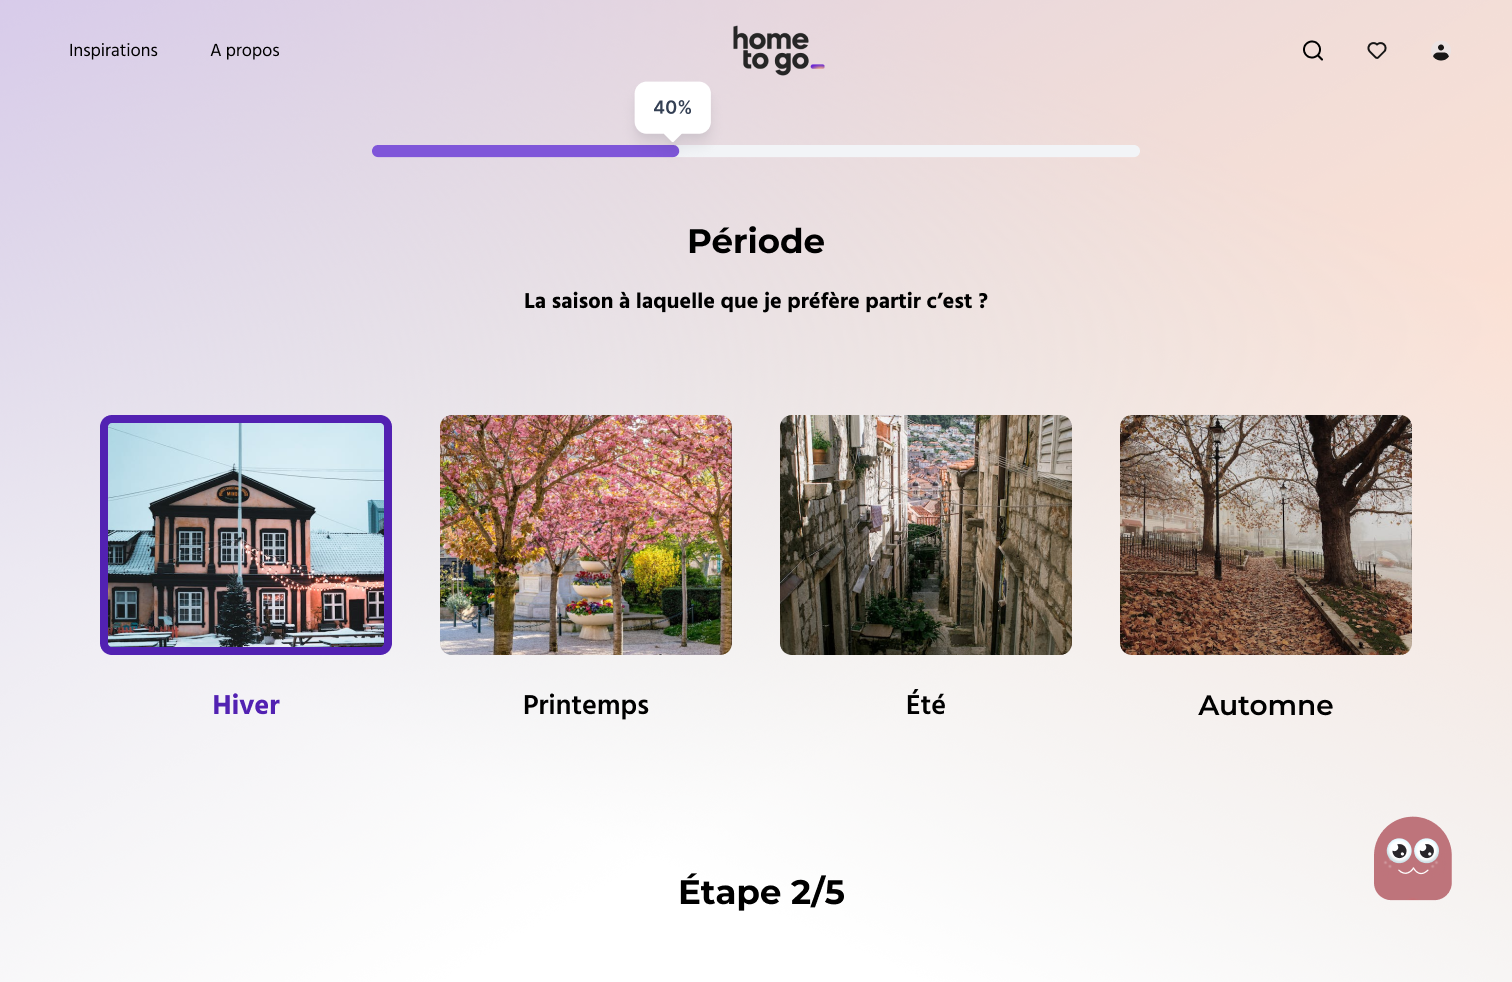 Inspirations
A propos
home
to go_
40%
Période
La saison à laquelle que je préfère partir c’est ?
Hiver
Printemps
Été
Automne
Étape 2/5